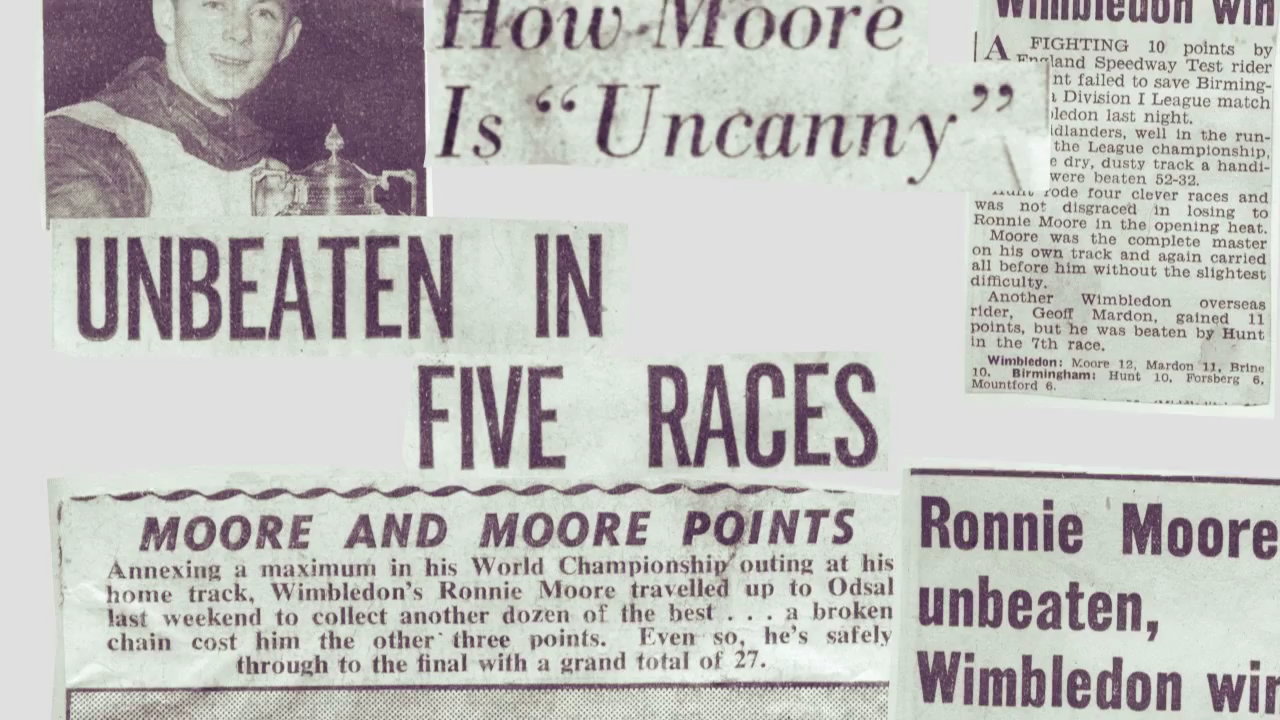 How Moore
Is “Uncanny”
UNBEATEN IN
FIVE RACES
MOORE AND MOORE POINTS
Annexing a maximum in his World Championship outing at his
home track, Wimbledon's Ronnie Moore travelled up to Odsal
last weekend to collect another dozen of the best . . . a broken
chain cost him the other three points. Even so, he's safely
through to the final with a grand total of 27.
Wimbledon win
A FIGHTING 10 points by
England Speedway Test rider
failed to save Birming-
Division I League match
last night.
well in the run-
the League championship,
dry, dusty track a handi-
were beaten 52-32.
Hunt rode four clever races and
was not disgraced in losing to
Ronnie Moore in the opening heat.
Moore was the complete master
on his own track and again carried
all before him without the slightest
difficulty.
Another Wimbledon overseas
rider, Geoff Mardon, gained 11
points, but he was beaten by Hunt
in the 7th race.
Wimbledon: Moore 12, Mardon 11, Brine
10. Birmingham: Hunt 10, Forsberg 6,
Mountford 6.
Ronnie Moore
unbeaten,
Wimbledon win